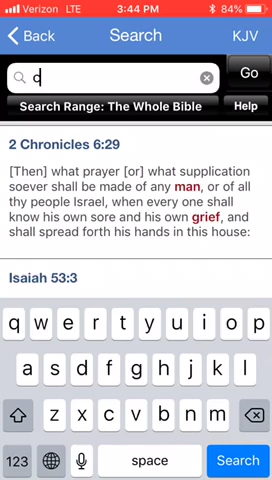 Verizon LTE 3:44 PM 84%
Back Search KJV
c Go
Search Range: The Whole Bible Help
2 Chronicles 6:29
[Then] what prayer [or] what supplication
soever shall be made of any man, or of all
thy people Israel, when every one shall
know his own sore and his own grief, and
shall spread forth his hands in this house:
Isaiah 53:3
q w e r t y u i o p
a s d f g h j k l
z x c v b n m
123 space Search